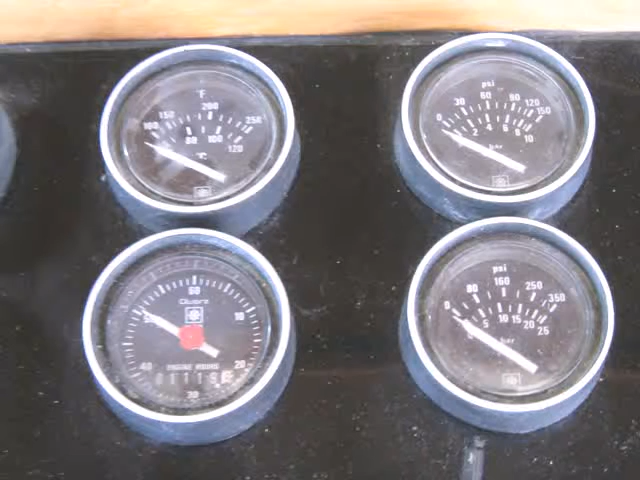 °F
100 150 200 250
80 100 120
°C
psi
0 30 60 90 120 150
2 4 6 8 10
bar
60
Quartz
50 10
40 20
ENGINE HOURS
30
psi
0 80 160 250 350
0 5 10 15 20 25
bar